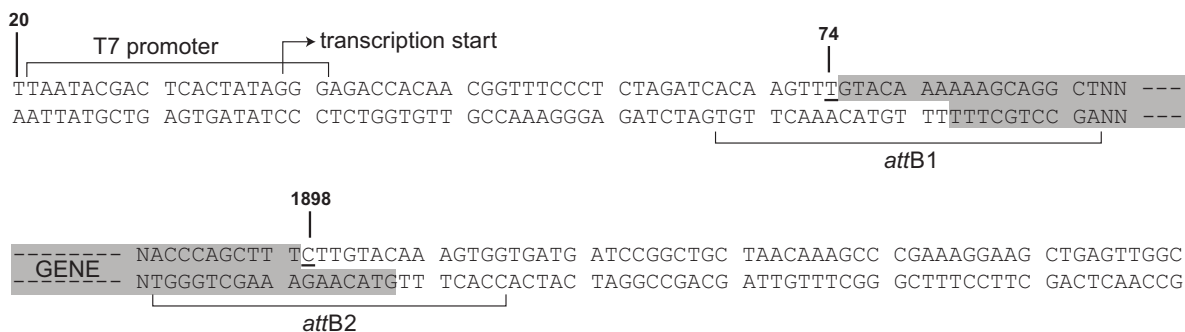 20 74
T7 promoter transcription start
TTAATACGAC TCACTATAGG GAGACCACAA CGGTTTCCCT CTAGATCACA AGTTTGTACA AAAAAGCAGG CTNN ---
AATTATGCTG AGTGATATCC CTCTGGTGTT GCCAAAGGGA GATCTAGTGT TCAAACATGT TTTTTCGTCC GANN ---
attB1
1898
-------- NACCCAGCTTT TCTTGTACAA AGTGGTGATG ATCCGGCTGC TAACAAAGCC CGAAAGGAAG CTGAGTTGGC
GENE
-------- NTGGGTCGAAA AGAACATGTT TCACCACTAC TAGGCCGACG ATTGTTTCGG GCTTTCCTTC GACTCAACCG
attB2